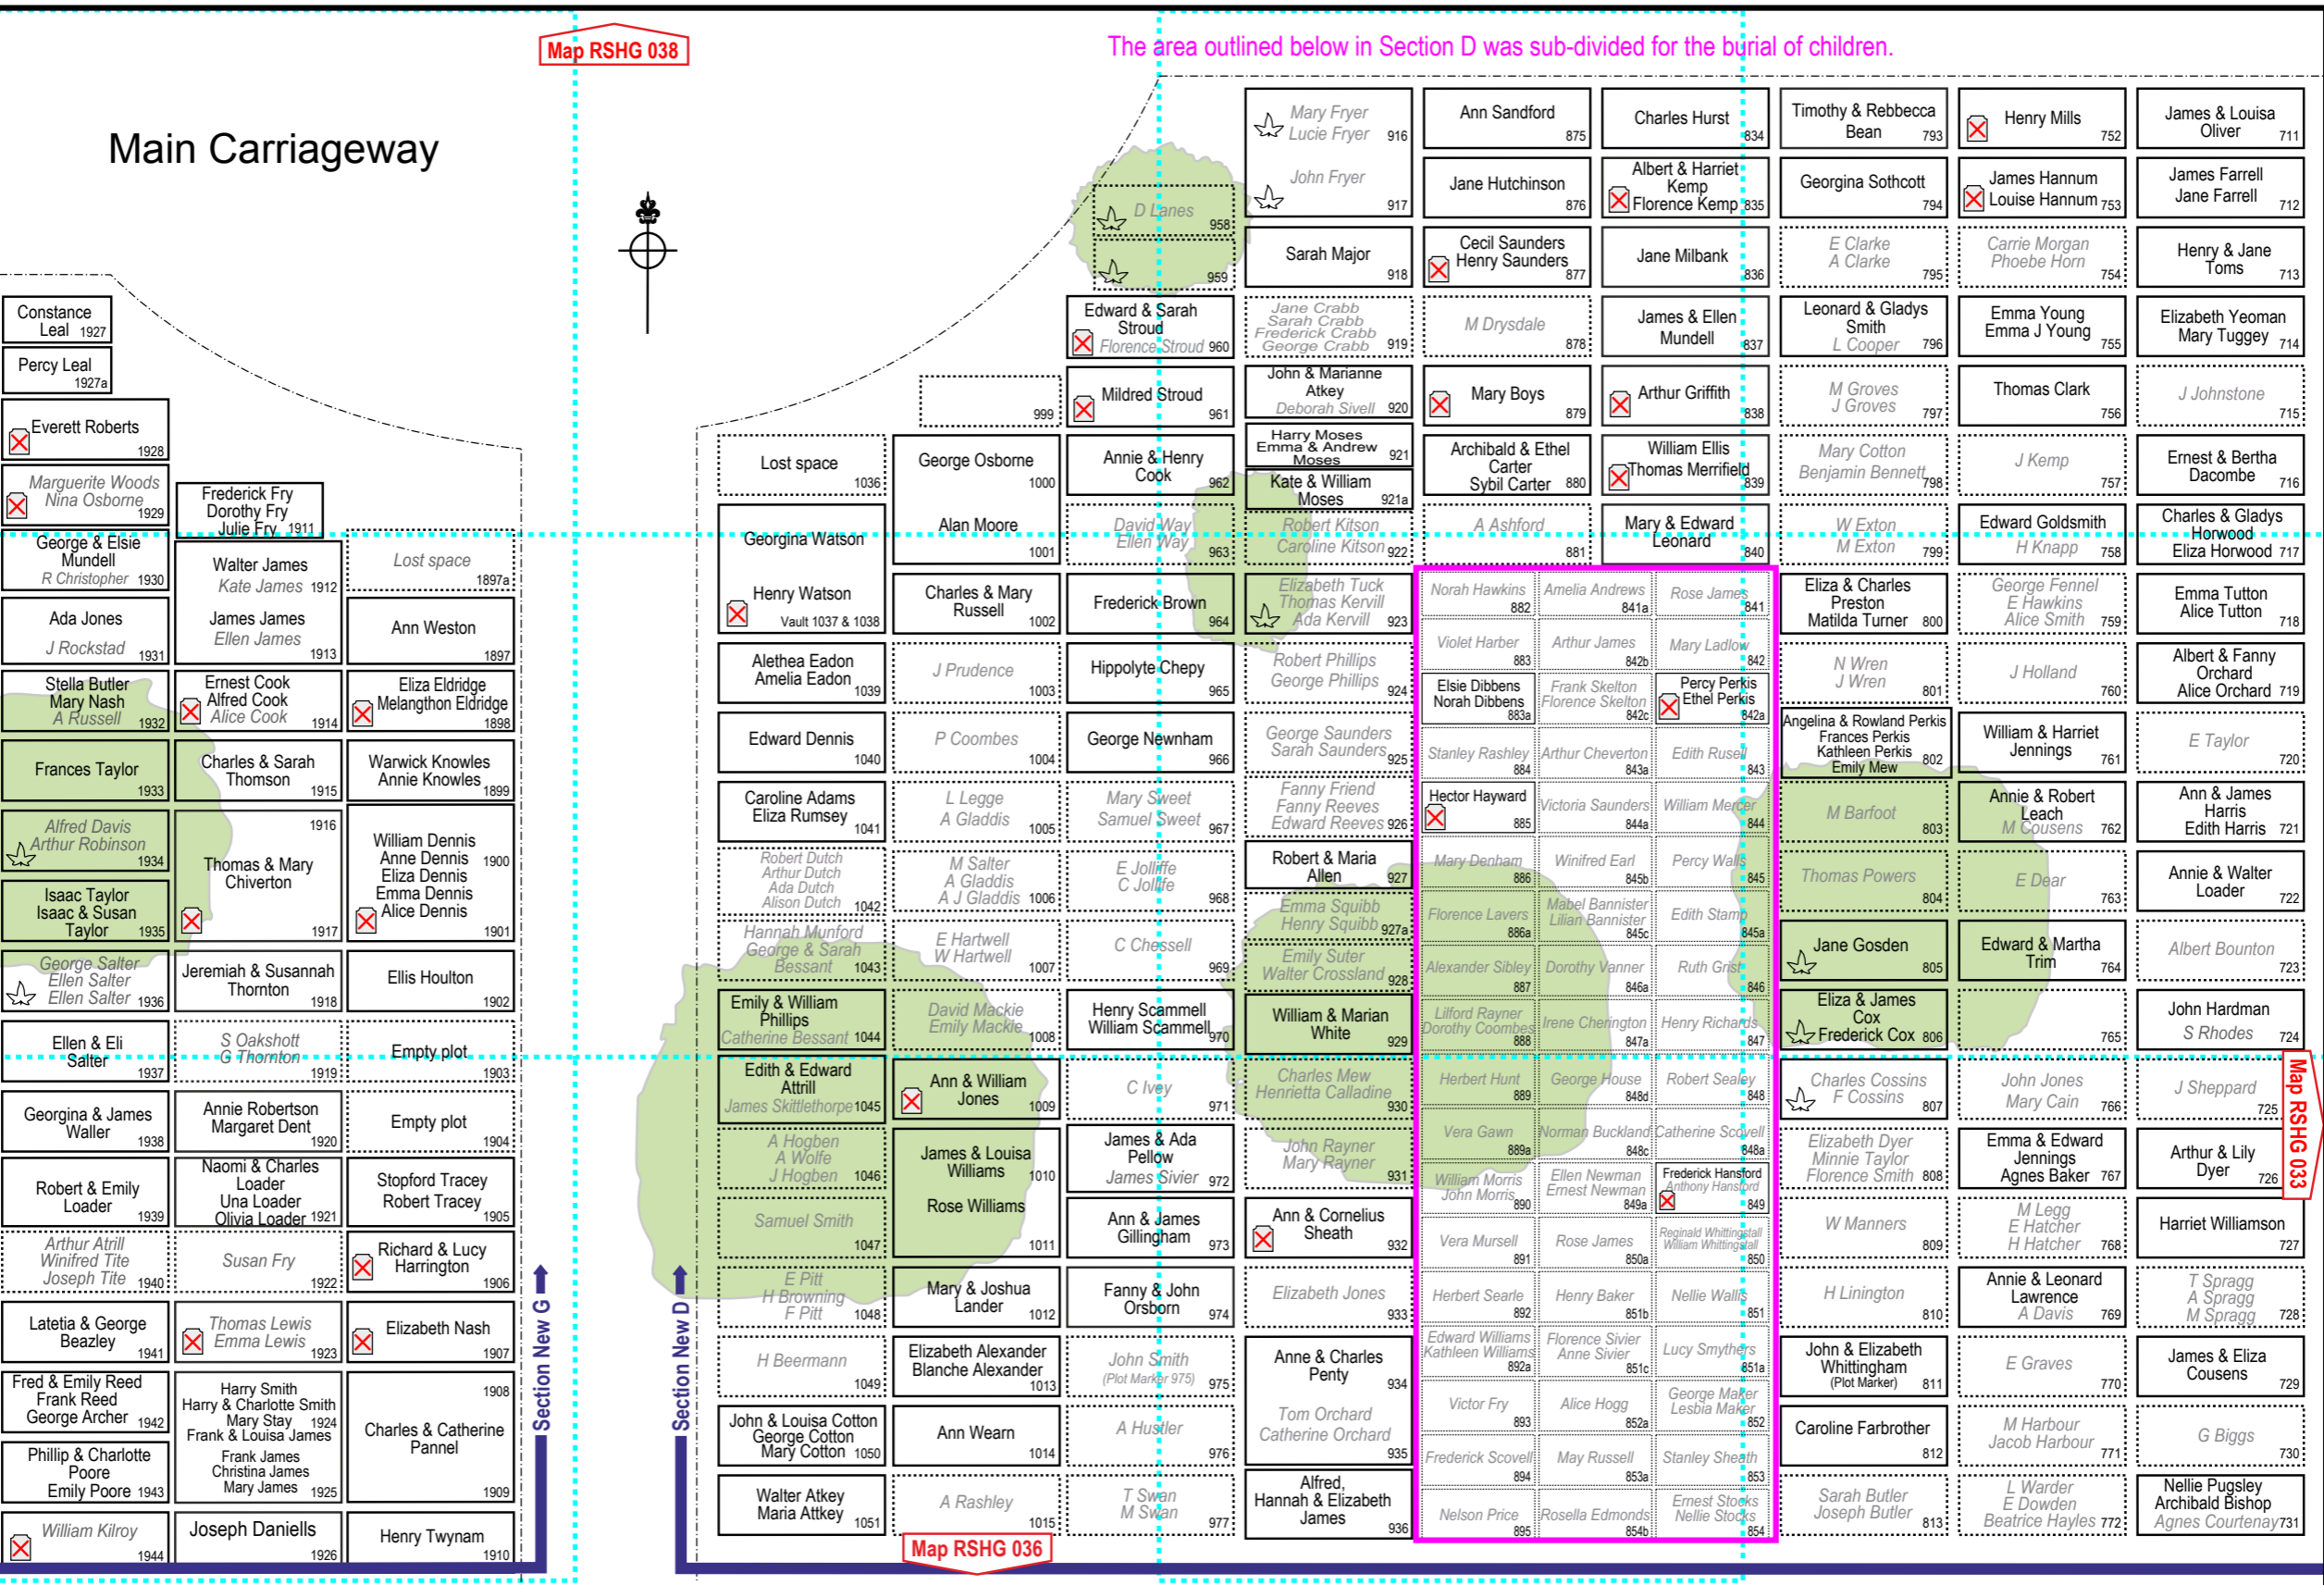 Map RSHG 038
The area outlined below in Section D was sub-divided for the burial of children.
Main Carriageway
Constance
Leal 1927
Percy Leal
1927a
Everett Roberts
1928
Marguerite Woods
Nina Osborne
1929
George & Elsie
Mundell
R Christopher 1930
Ada Jones
J Rockstad 1931
Stella Butler
Mary Nash
A Russell 1932
Frances Taylor
1933
Alfred Davis
Arthur Robinson
1934
Isaac Taylor
Isaac & Susan
Taylor 1935
George Salter
Ellen Salter
Ellen Salter 1936
Ellen & Eli
Salter
1937
Georgina & James
Waller
1938
Robert & Emily
Loader
1939
Arthur Atrill
Winifred Tite
Joseph Tite 1940
Latetia & George
Beazley
1941
Fred & Emily Reed
Frank Reed
George Archer 1942
Phillip & Charlotte
Poore
Emily Poore 1943
William Kilroy
1944
Frederick Fry
Dorothy Fry
Julie Fry 1911
Walter James
Kate James 1912
James James
Ellen James
1913
Ernest Cook
Alfred Cook
Alice Cook 1914
Charles & Sarah
Thomson
1915
1916
Thomas & Mary
Chiverton
1917
Jeremiah & Susannah
Thornton
1918
S Oakshott
G Thornton
1919
Annie Robertson
Margaret Dent
1920
Naomi & Charles
Loader
Una Loader
Olivia Loader 1921
Susan Fry
1922
Thomas Lewis
Emma Lewis
1923
Harry Smith
Harry & Charlotte Smith
Mary Stay 1924
Frank & Louisa James
Frank James
Christina James
Mary James 1925
Joseph Daniells
1926
Lost space
1897a
Ann Weston
1897
Eliza Eldridge
Melangthon Eldridge
1898
Warwick Knowles
Annie Knowles
1899
William Dennis
Anne Dennis 1900
Eliza Dennis
Emma Dennis
Alice Dennis
1901
Ellis Houlton
1902
Empty plot
1903
Empty plot
1904
Stopford Tracey
Robert Tracey
1905
Richard & Lucy
Harrington
1906
Elizabeth Nash
1907
1908
Charles & Catherine
Pannel
1909
Henry Twynam
1910
Section New G
Section New D
Lost space
1036
Georgina Watson
Henry Watson
Vault 1037 & 1038
Alethea Eadon
Amelia Eadon
1039
Edward Dennis
1040
Caroline Adams
Eliza Rumsey
1041
Robert Dutch
Arthur Dutch
Ada Dutch
Alison Dutch 1042
Hannah Munford
George & Sarah
Bessant 1043
Emily & William
Phillips
Catherine Bessant 1044
Edith & Edward
Attrill
James Skittlethorpe 1045
A Hogben
A Wolfe
J Hogben 1046
Samuel Smith
1047
E Pitt
H Browning
F Pitt 1048
H Beermann
1049
John & Louisa Cotton
George Cotton
Mary Cotton 1050
Walter Atkey
Maria Attkey
1051
999
George Osborne
1000
Alan Moore
1001
Charles & Mary
Russell
1002
J Prudence
1003
P Coombes
1004
L Legge
A Gladdis
1005
M Salter
A Gladdis
A J Gladdis 1006
E Hartwell
W Hartwell
1007
David Mackie
Emily Mackie
1008
Ann & William
Jones
1009
James & Louisa
Williams
1010
Rose Williams
1011
Mary & Joshua
Lander
1012
Elizabeth Alexander
Blanche Alexander
1013
Ann Wearn
1014
A Rashley
1015
D Lanes
958
959
Edward & Sarah
Stroud
Florence Stroud 960
Mildred Stroud
961
Annie & Henry
Cook
962
David Way
Ellen Way
963
Frederick Brown
964
Hippolyte Chepy
965
George Newnham
966
Mary Sweet
Samuel Sweet
967
E Jolliffe
C Jollife
968
C Chessell
969
Henry Scammell
William Scammell
970
C Ivey
971
James & Ada
Pellow
James Sivier 972
Ann & James
Gillingham
973
Fanny & John
Orsborn
974
John Smith
(Plot Marker 975) 975
A Hustler
976
T Swan
M Swan
977
Mary Fryer
Lucie Fryer 916
John Fryer
917
Sarah Major
918
Jane Crabb
Sarah Crabb
Frederick Crabb
George Crabb 919
John & Marianne
Atkey
Deborah Sivell 920
Harry Moses
Emma & Andrew
Moses 921
Kate & William
Moses 921a
Robert Kitson
Caroline Kitson 922
Elizabeth Tuck
Thomas Kervill
Ada Kervill 923
Robert Phillips
George Phillips
924
George Saunders
Sarah Saunders
925
Fanny Friend
Fanny Reeves
Edward Reeves 926
Robert & Maria
Allen
927
Emma Squibb
Henry Squibb
927a
Emily Suter
Walter Crossland
928
William & Marian
White
929
Charles Mew
Henrietta Calladine
930
John Rayner
Mary Rayner
931
Ann & Cornelius
Sheath
932
Elizabeth Jones
933
Anne & Charles
Penty
934
Tom Orchard
Catherine Orchard
935
Alfred,
Hannah & Elizabeth
James
936
Ann Sandford
875
Jane Hutchinson
876
Cecil Saunders
Henry Saunders
877
M Drysdale
878
Mary Boys
879
Archibald & Ethel
Carter
Sybil Carter 880
A Ashford
881
Charles Hurst
834
Albert & Harriet
Kemp
Florence Kemp 835
Jane Milbank
836
James & Ellen
Mundell
837
Arthur Griffith
838
William Ellis
Thomas Merrifield
839
Mary & Edward
Leonard
840
Norah Hawkins
882
Amelia Andrews
841a
Rose James
841
Violet Harber
883
Arthur James
842b
Mary Ladlow
842
Elsie Dibbens
Norah Dibbens
883a
Frank Skelton
Florence Skelton
842c
Percy Perkis
Ethel Perkis
842a
Stanley Rashley
884
Arthur Cheverton
843a
Edith Rusell
843
Hector Hayward
885
Victoria Saunders
844a
William Mercer
844
Mary Denham
886
Winifred Earl
845b
Percy Walls
845
Florence Lavers
886a
Mabel Bannister
Lilian Bannister
845c
Edith Stamp
845a
Alexander Sibley
887
Dorothy Vanner
846a
Ruth Grist
846
Lilford Rayner
Dorothy Coombes
888
Irene Cherington
847a
Henry Richards
847
Herbert Hunt
889
George House
848d
Robert Sealey
848
Vera Gawn
889a
Norman Buckland
848c
Catherine Scovell
848a
William Morris
John Morris
890
Ellen Newman
Ernest Newman
849a
Frederick Hansford
Anthony Hansford
849
Vera Mursell
891
Rose James
850a
Reginald Whittingstall
William Whittingstall
850
Herbert Searle
892
Henry Baker
851b
Nellie Wallis
851
Edward Williams
Kathleen Williams
892a
Florence Sivier
Anne Sivier
851c
Lucy Smythers
851a
Victor Fry
893
Alice Hogg
852a
George Maker
Lesbia Maker
852
Frederick Scovell
894
May Russell
853a
Stanley Sheath
853
Nelson Price
895
Rosella Edmonds
854b
Ernest Stocks
Nellie Stocks
854
Timothy & Rebbecca
Bean 793
Georgina Sothcott
794
E Clarke
A Clarke
795
Leonard & Gladys
Smith
L Cooper 796
M Groves
J Groves
797
Mary Cotton
Benjamin Bennett
798
W Exton
M Exton 799
Eliza & Charles
Preston
Matilda Turner 800
N Wren
J Wren
801
Angelina & Rowland Perkis
Frances Perkis
Kathleen Perkis
Emily Mew 802
M Barfoot
803
Thomas Powers
804
Jane Gosden
805
Eliza & James
Cox
Frederick Cox 806
Charles Cossins
F Cossins
807
Elizabeth Dyer
Minnie Taylor
Florence Smith 808
W Manners
809
H Linington
810
John & Elizabeth
Whittingham
(Plot Marker) 811
Caroline Farbrother
812
Sarah Butler
Joseph Butler
813
Henry Mills
752
James Hannum
Louise Hannum 753
Carrie Morgan
Phoebe Horn
754
Emma Young
Emma J Young
755
Thomas Clark
756
J Kemp
757
Edward Goldsmith
H Knapp 758
George Fennel
E Hawkins
Alice Smith 759
J Holland
760
William & Harriet
Jennings
761
Annie & Robert
Leach
M Cousens 762
E Dear
763
Edward & Martha
Trim
764
765
John Jones
Mary Cain 766
Emma & Edward
Jennings
Agnes Baker 767
M Legg
E Hatcher
H Hatcher 768
Annie & Leonard
Lawrence
A Davis 769
E Graves
770
M Harbour
Jacob Harbour
771
L Warder
E Dowden
Beatrice Hayles 772
James & Louisa
Oliver
711
James Farrell
Jane Farrell
712
Henry & Jane
Toms
713
Elizabeth Yeoman
Mary Tuggey
714
J Johnstone
715
Ernest & Bertha
Dacombe
716
Charles & Gladys
Horwood
Eliza Horwood 717
Emma Tutton
Alice Tutton
718
Albert & Fanny
Orchard
Alice Orchard 719
E Taylor
720
Ann & James
Harris
Edith Harris 721
Annie & Walter
Loader
722
Albert Bounton
723
John Hardman
S Rhodes 724
J Sheppard
725
Arthur & Lily
Dyer
726
Harriet Williamson
727
T Spragg
A Spragg
M Spragg 728
James & Eliza
Cousens
729
G Biggs
730
Nellie Pugsley
Archibald Bishop
Agnes Courtenay 731
Map RSHG 033
Map RSHG 036